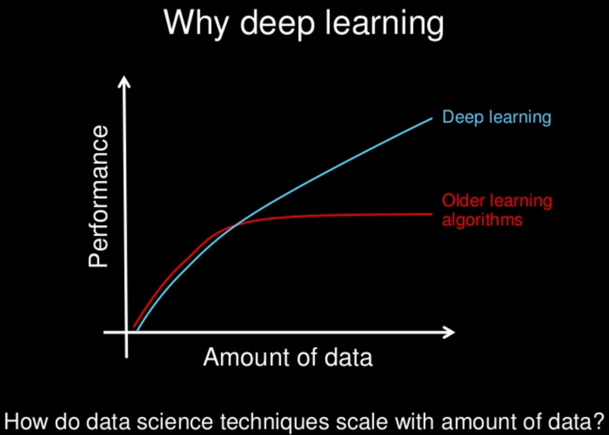 Why deep learning
Performance
Deep learning
Older learning
algorithms
Amount of data
How do data science techniques scale with amount of data?